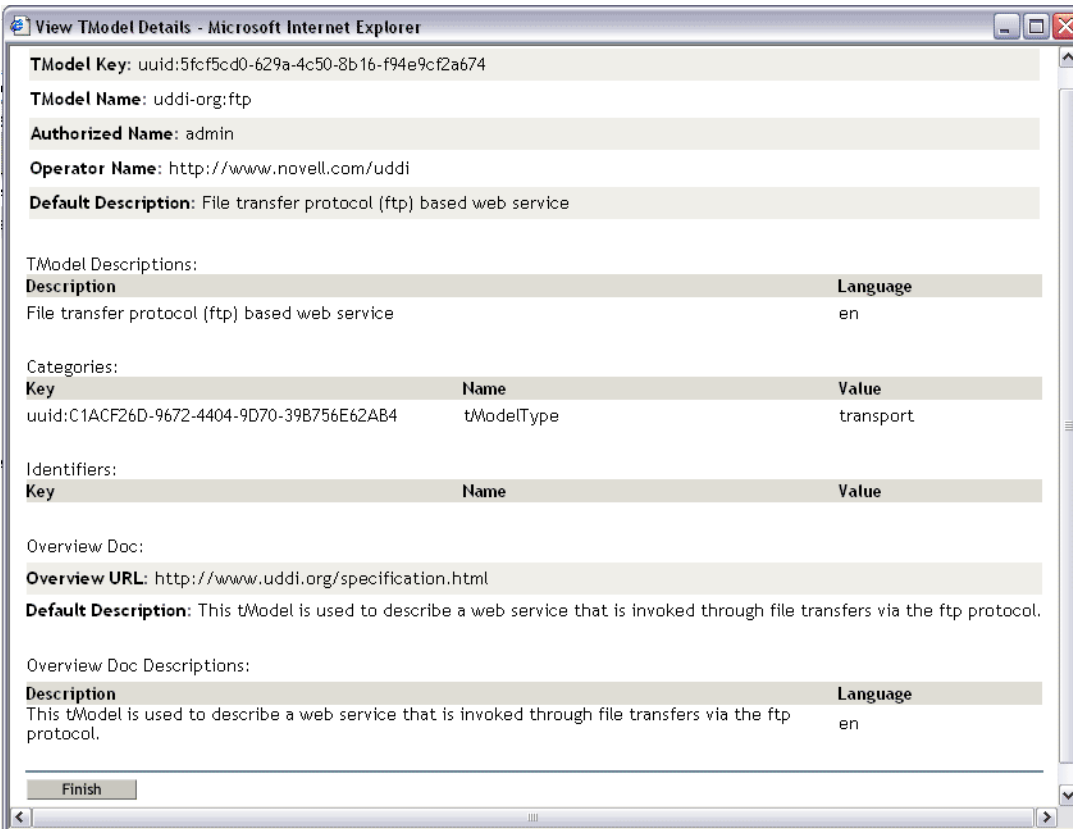 View TModel Details - Microsoft Internet Explorer
TModel Key: uuid:5fcf5cd0-629a-4c50-8b16-f94e9cf2a674
TModel Name: uddi-org:ftp
Authorized Name: admin
Operator Name: http://www.novell.com/uddi
Default Description: File transfer protocol (ftp) based web service
TModel Descriptions:
Description Language
File transfer protocol (ftp) based web service en
Categories:
Key Name Value
uuid:C1ACF26D-9672-4404-9D70-39B756E62AB4 tModelType transport
Identifiers:
Key Name Value
Overview Doc:
Overview URL: http://www.uddi.org/specification.html
Default Description: This tModel is used to describe a web service that is invoked through file transfers via the ftp protocol.
Overview Doc Descriptions:
Description Language
This tModel is used to describe a web service that is invoked through file transfers via the ftp
protocol. en
Finish